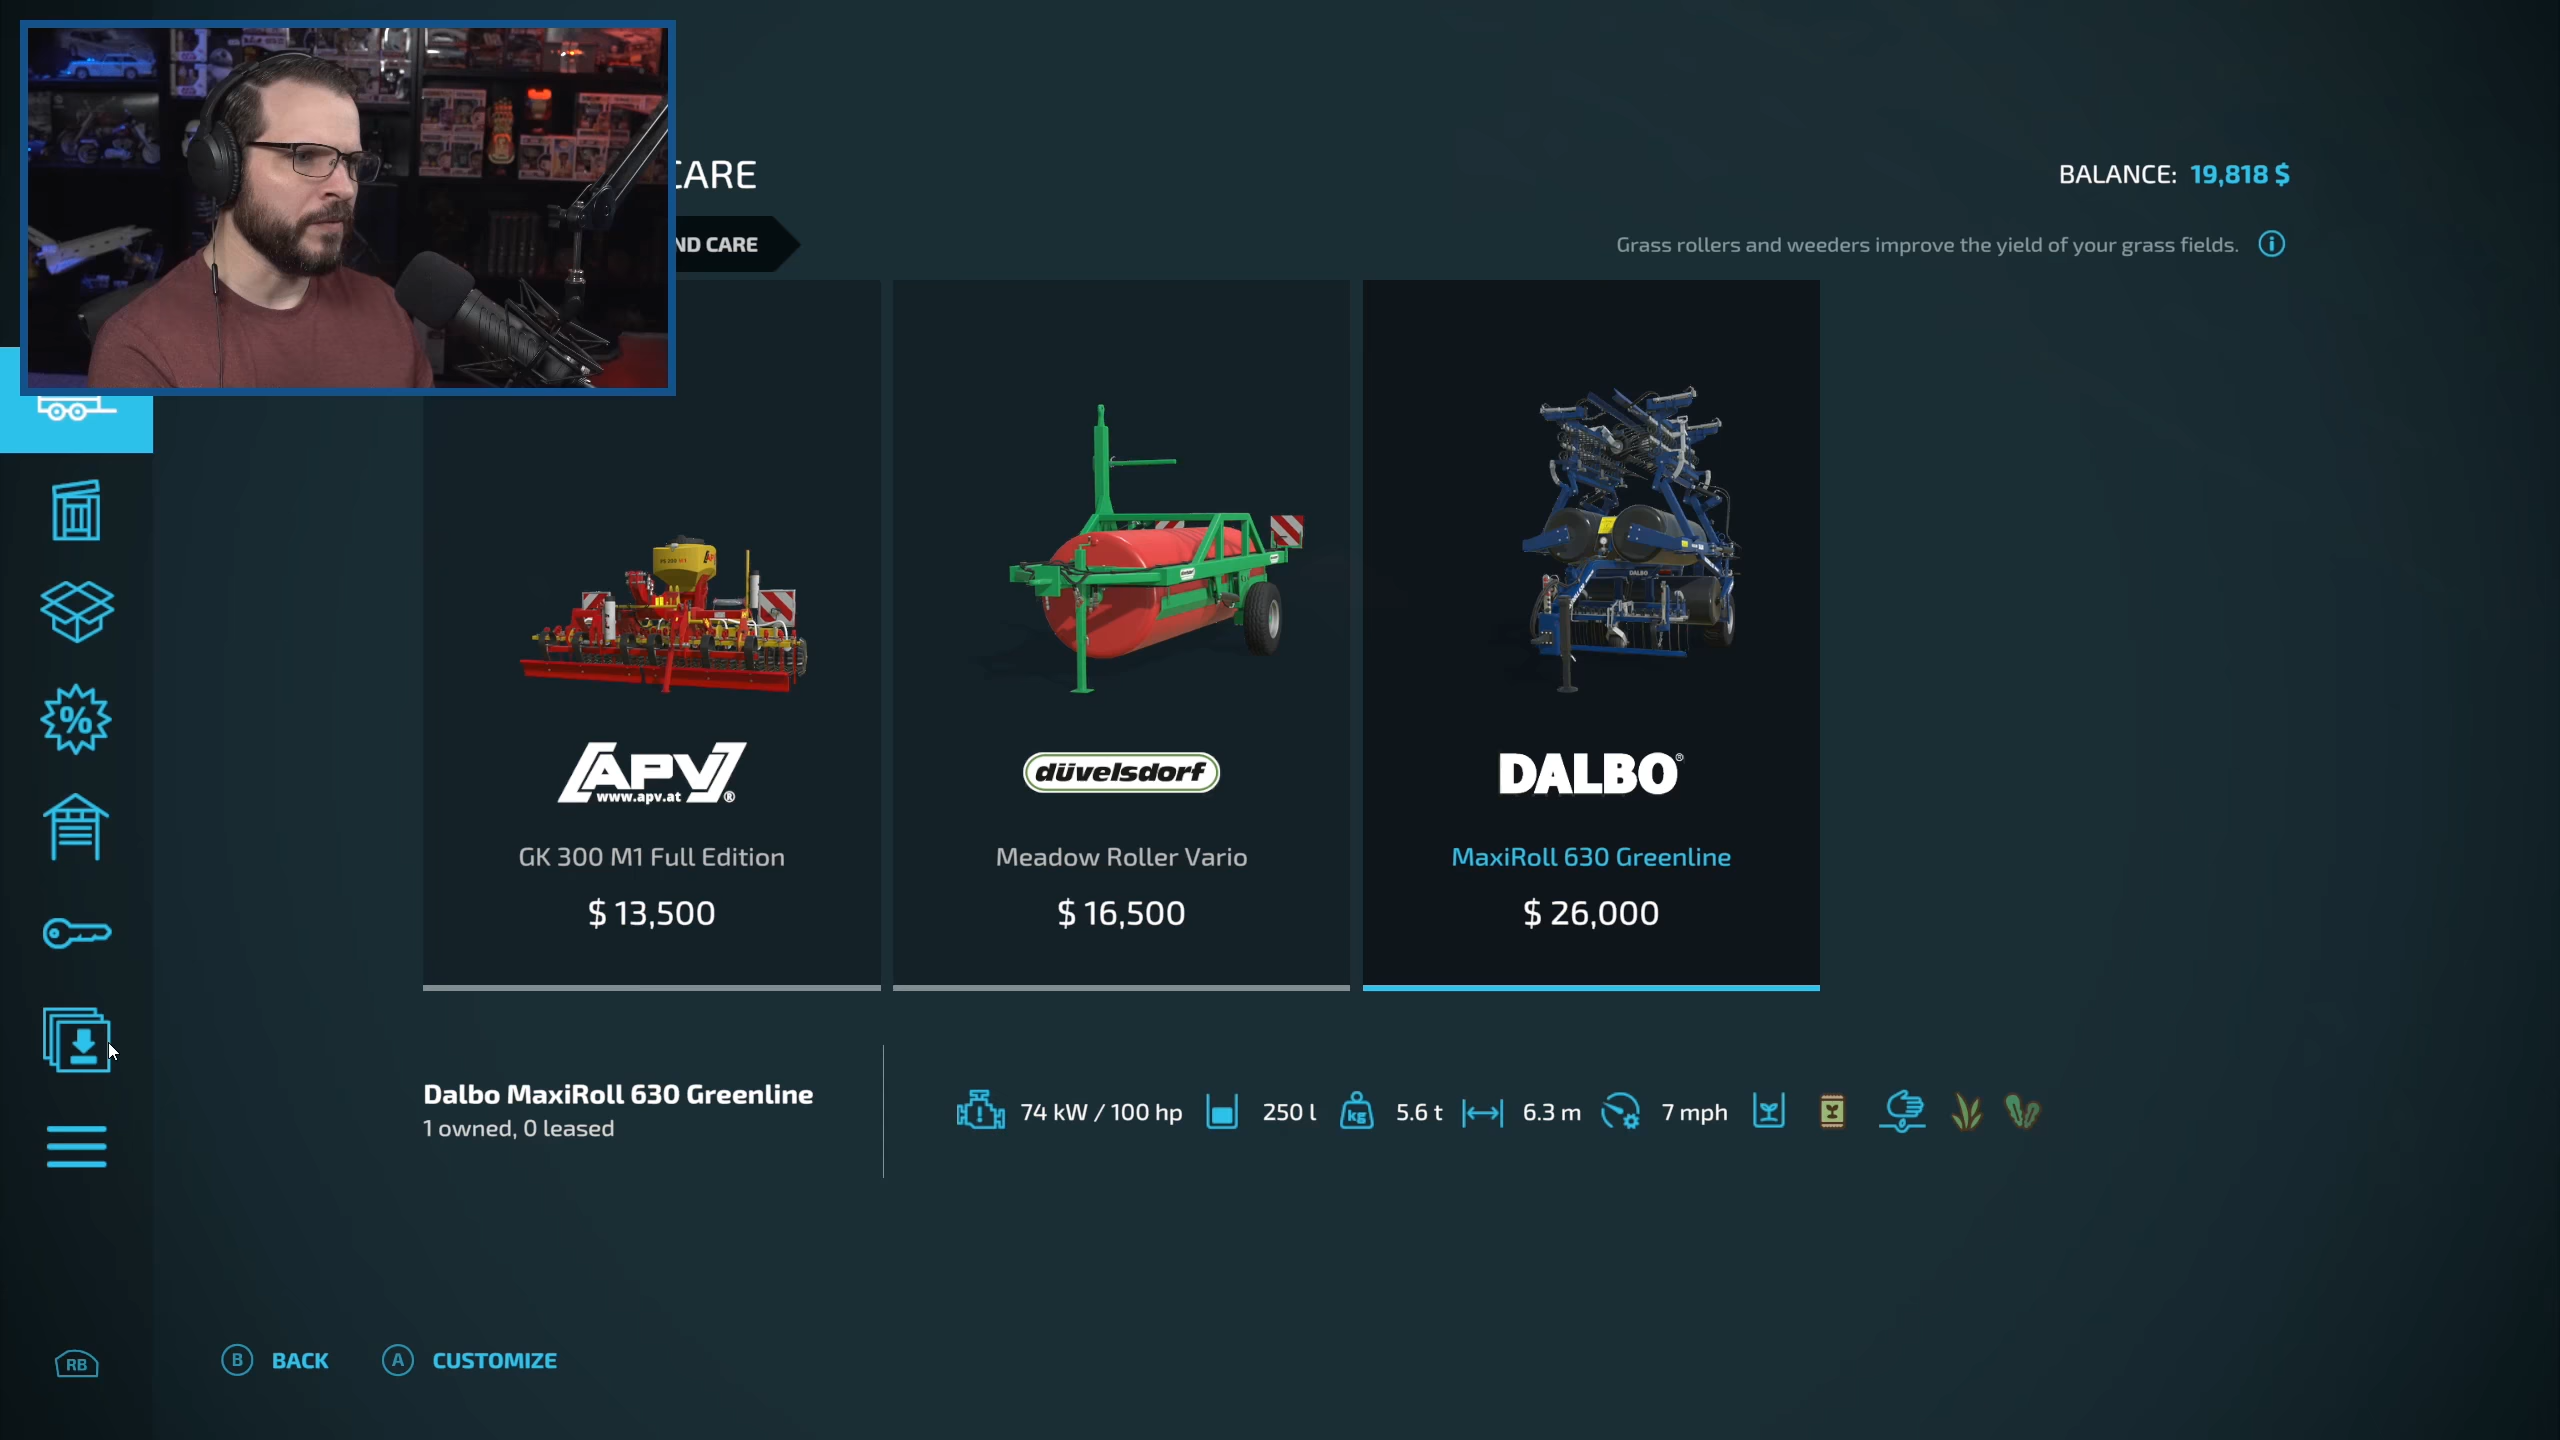 CARE
BALANCE: 19,818 $
ND CARE
Grass rollers and weeders improve the yield of your grass fields.
APV
www.apv.at ®
GK 300 M1 Full Edition
$ 13,500
düvelsdorf
Meadow Roller Vario
$ 16,500
DALBO®
MaxiRoll 630 Greenline
$ 26,000
Dalbo MaxiRoll 630 Greenline
1 owned, 0 leased
kg
74 kW / 100 hp 250 l 5.6 t 6.3 m 7 mph
RB
B BACK A CUSTOMIZE